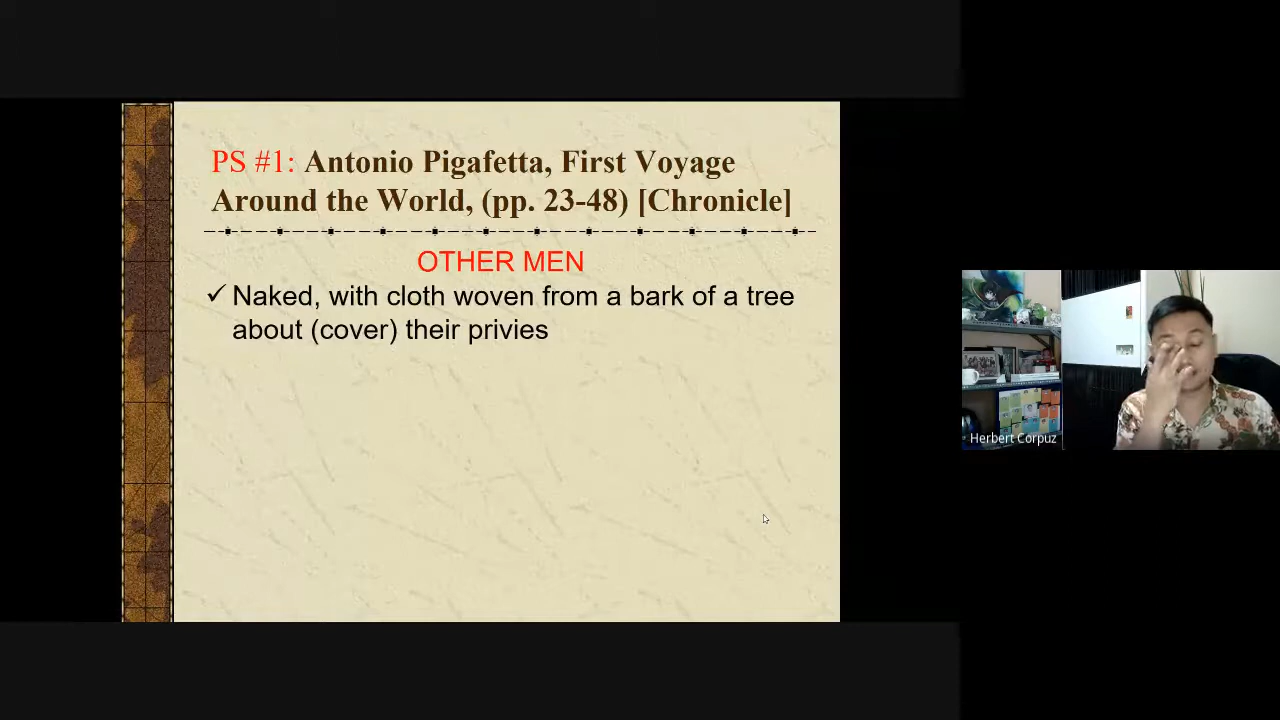 PS #1: Antonio Pigafetta, First Voyage
Around the World, (pp. 23-48) [Chronicle]
OTHER MEN
✓ Naked, with cloth woven from a bark of a tree
about (cover) their privies
Herbert Corpuz